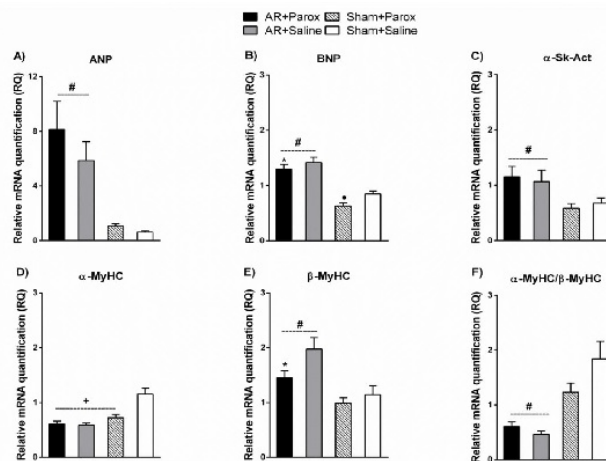 AR+Parox Sham+Parox
AR+Saline Sham+Saline
A)
ANP
Relative mRNA quantification (RQ)
12
8
4
0
#
B)
BNP
Relative mRNA quantification (RQ)
3
2
1
0
^
#
•
C)
α-Sk-Act
Relative mRNA quantification (RQ)
3
2
1
0
#
D)
α-MyHC
Relative mRNA quantification (RQ)
3
2
1
0
+
E)
β-MyHC
Relative mRNA quantification (RQ)
3
2
1
0
*
#
F)
α-MyHC/β-MyHC
Relative mRNA quantification (RQ)
3
2
1
0
#